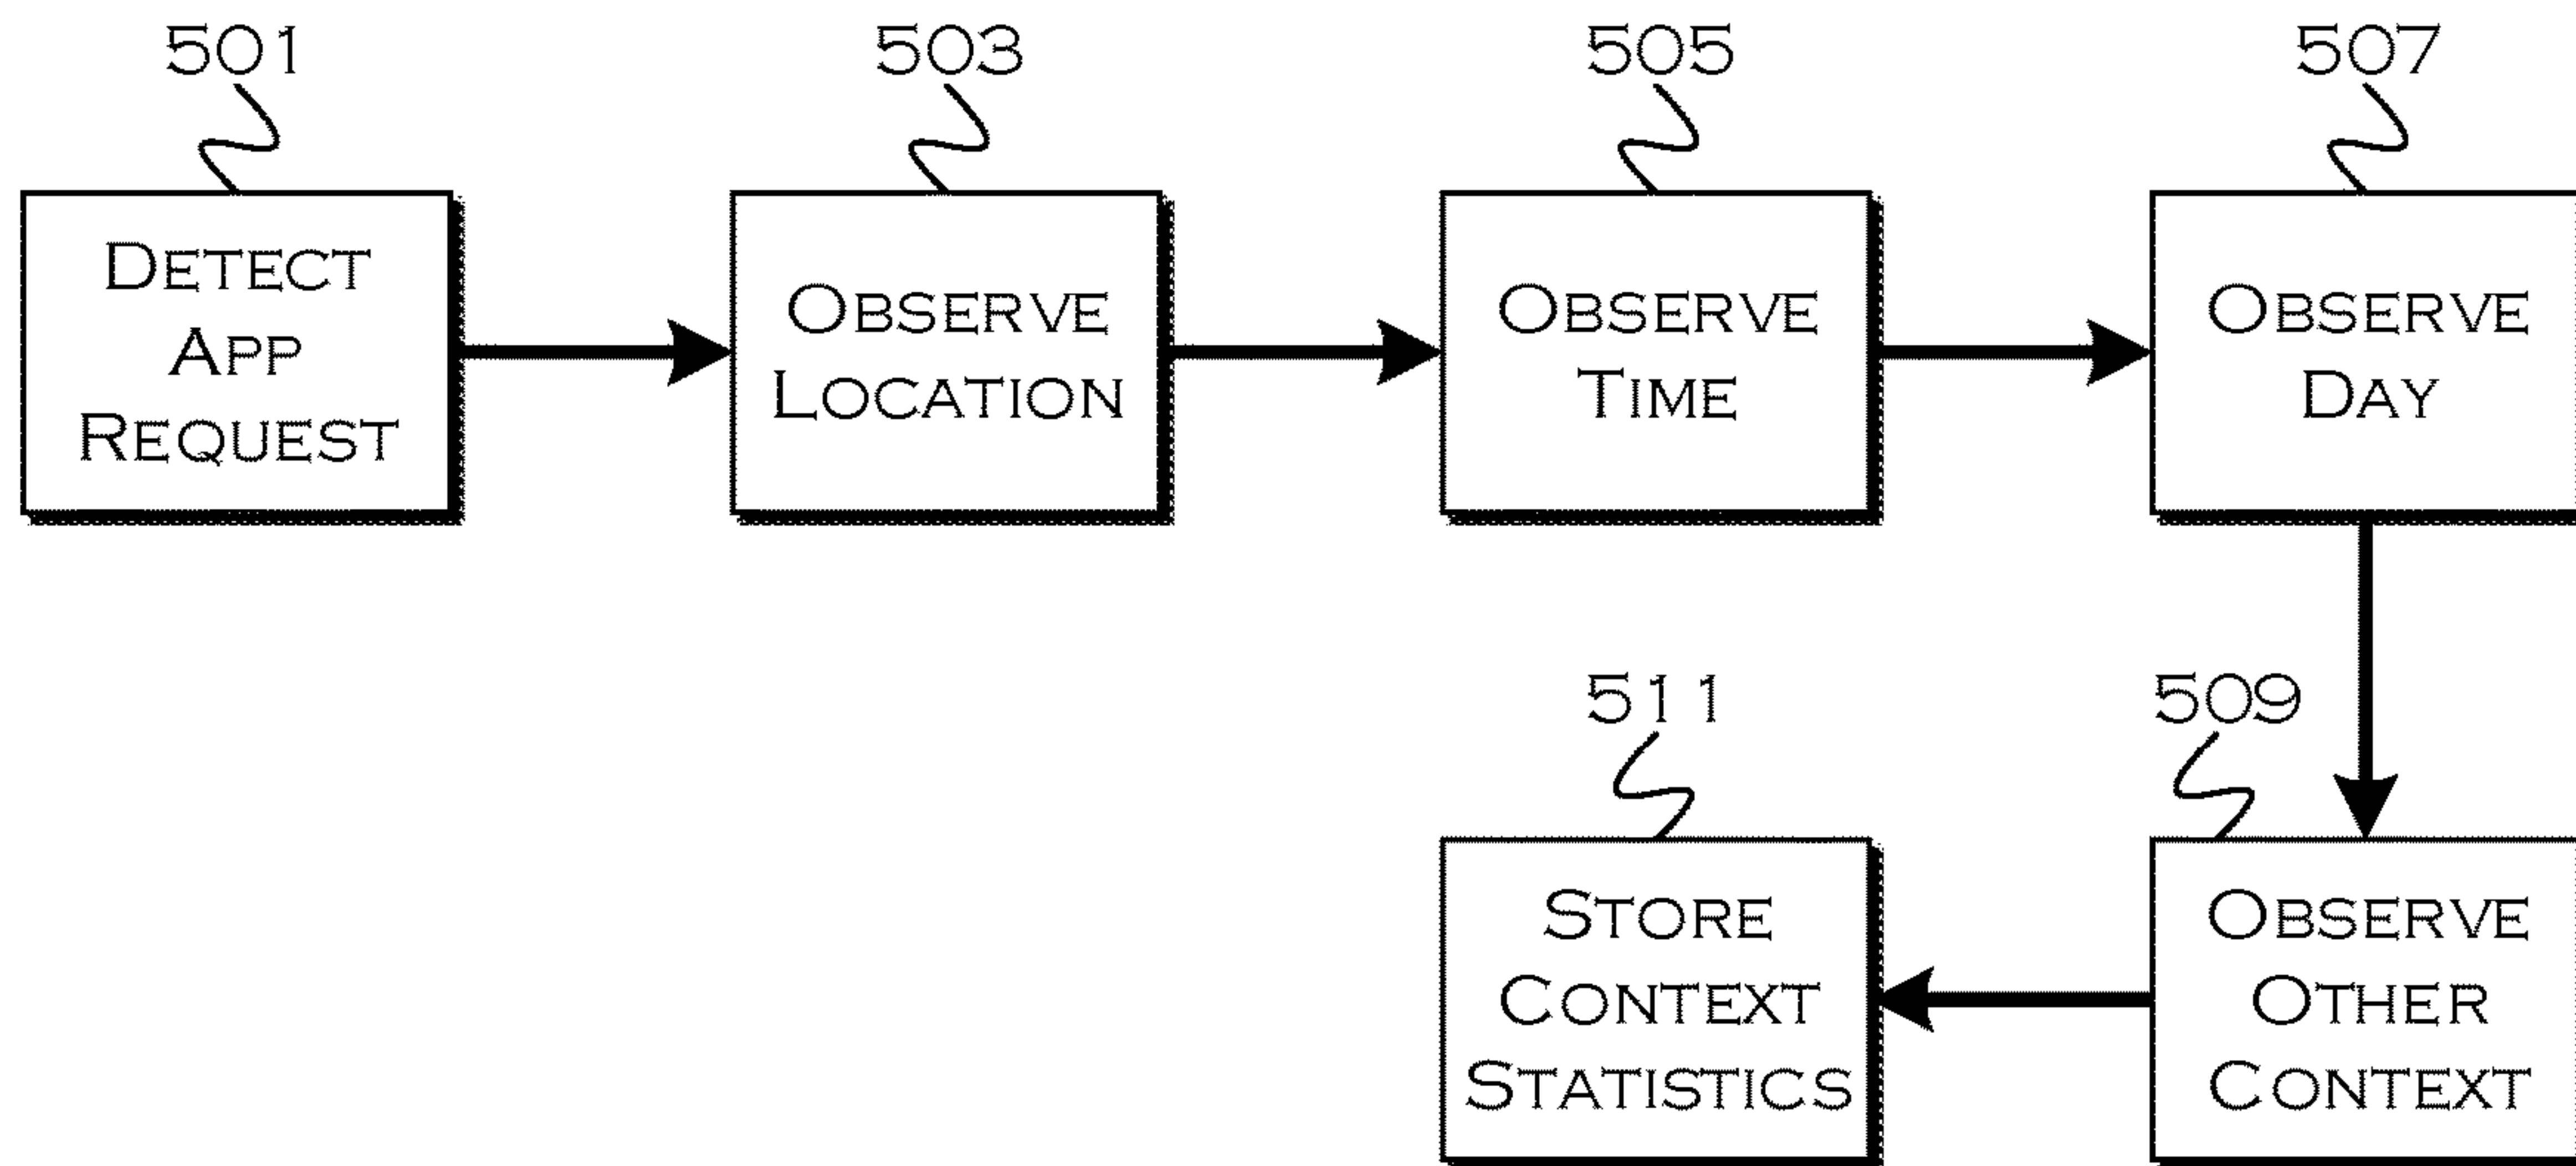 501
503
505
507
DETECT
APP
REQUEST
OBSERVE
LOCATION
OBSERVE
TIME
OBSERVE
DAY
509
OBSERVE
OTHER
CONTEXT
511
STORE
CONTEXT
STATISTICS